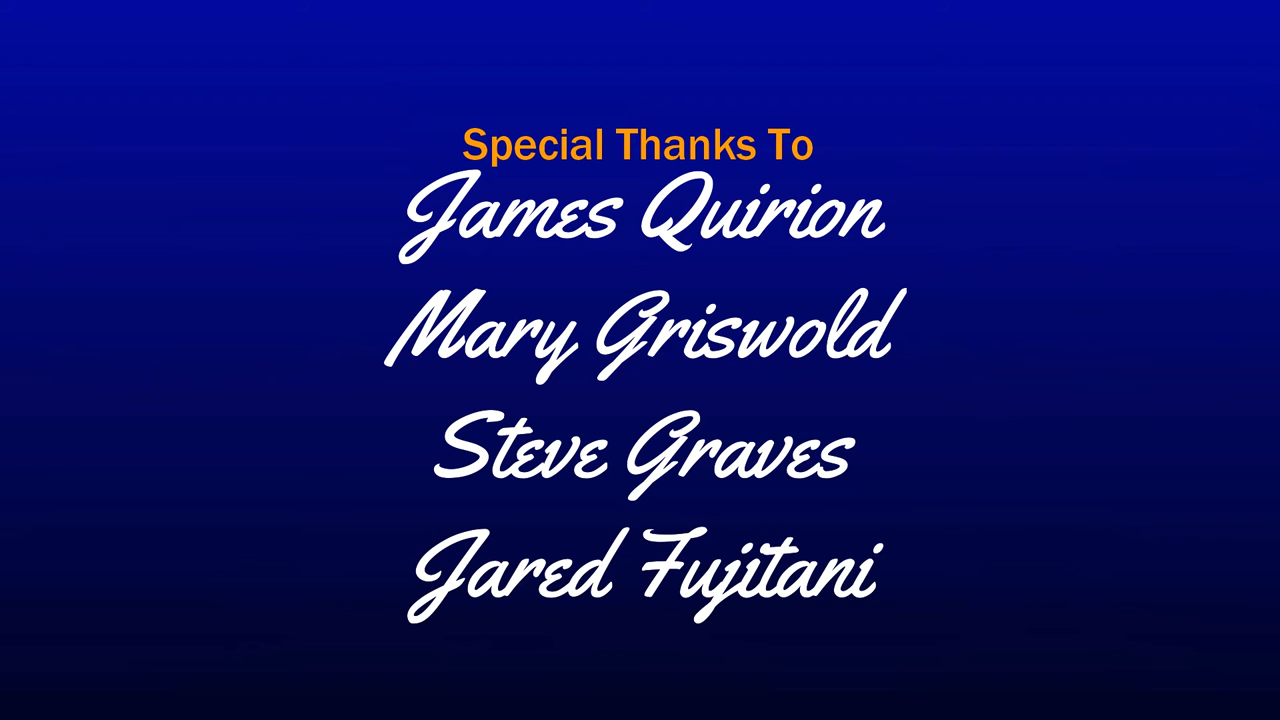 Special Thanks To
James Quirion
Mary Griswold
Steve Graves
Jared Fujitani